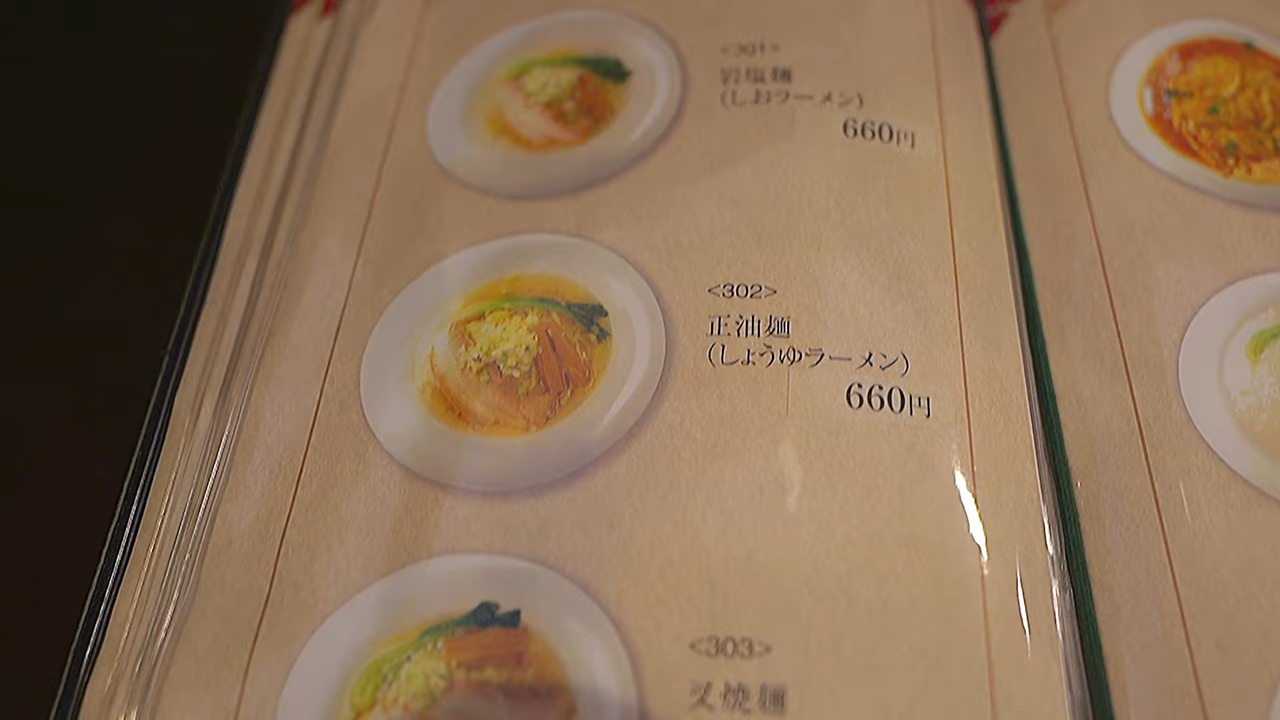 <301>
岩塩麺
(しおラーメン)
660円
<302>
正油麺
(しょうゆラーメン)
660円
<303>
叉焼麺